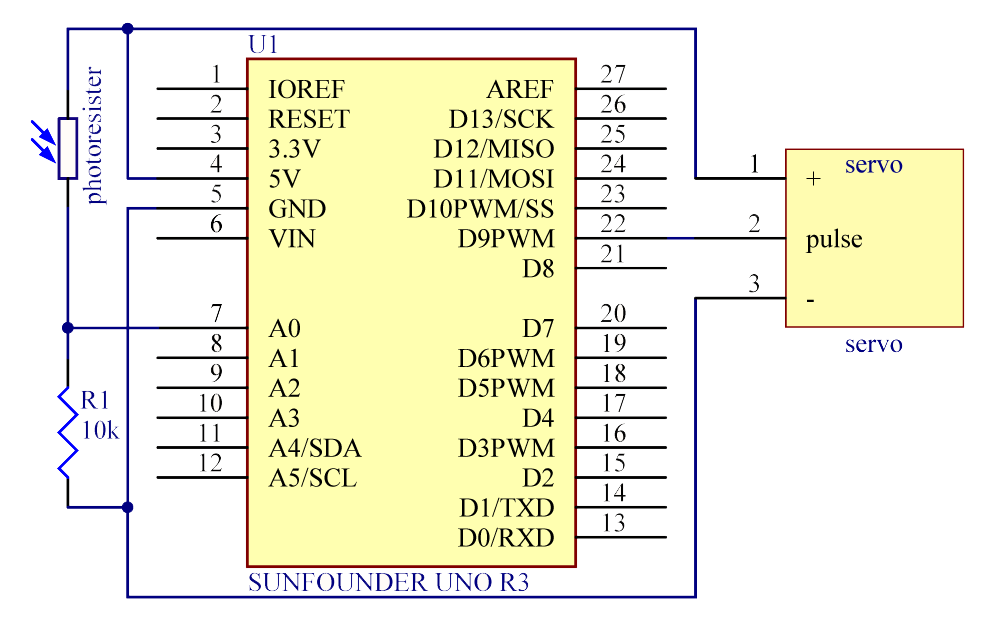 U1
photoresister
1 IOREF
2 RESET
3 3.3V
4 5V
5 GND
6 VIN
7 A0
8 A1
9 A2
10 A3
11 A4/SDA
12 A5/SCL
AREF 27
D13/SCK 26
D12/MISO 25
D11/MOSI 24
D10PWM/SS 23
D9PWM 22
D8 21
D7 20
D6PWM 19
D5PWM 18
D4 17
D3PWM 16
D2 15
D1/TXD 14
D0/RXD 13
R1
10k
SUNFOUNDER UNO R3
servo
1 +
2 pulse
3 -
servo